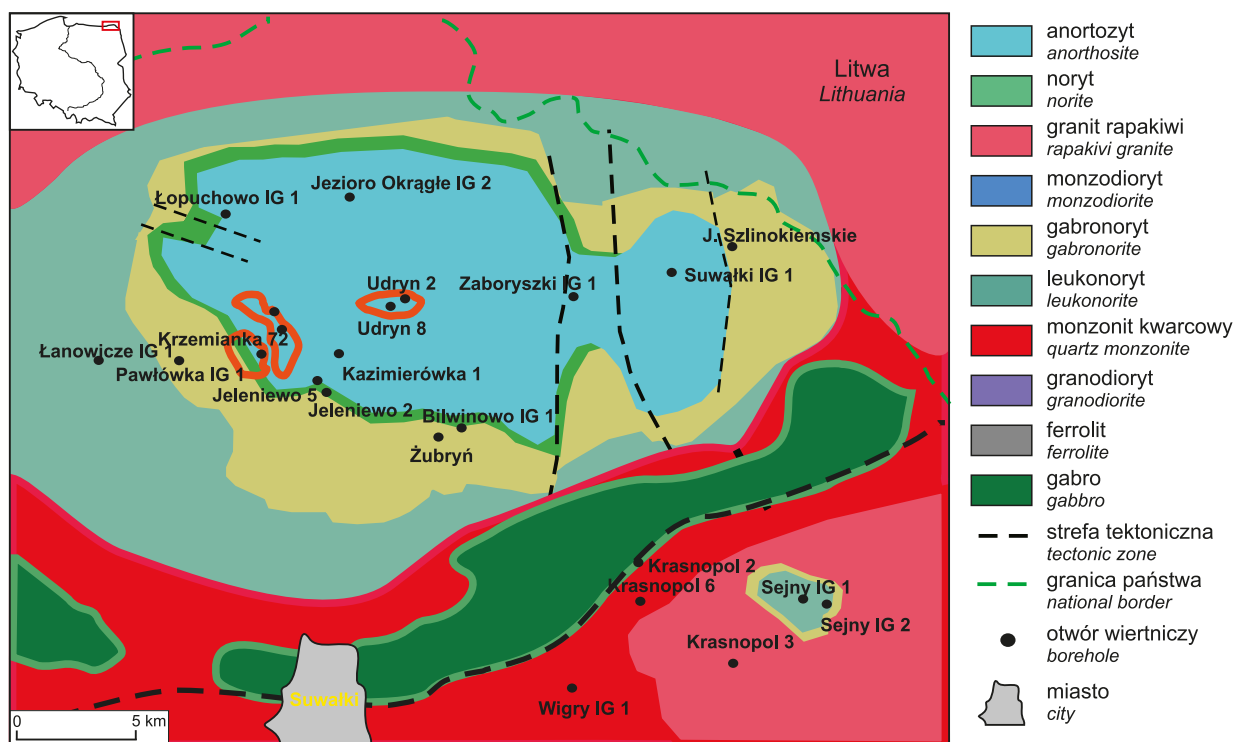 Litwa
Lithuania
Łopuchowo IG 1
Jezioro Okrągłe IG 2
J. Szlinokiemskie
Suwałki IG 1
Zaboryszki IG 1
Udryn 2
Udryn 8
Krzemianka 72
Łanowicze IG 1
Pawłówka IG 1
Kazimierówka 1
Jeleniewo 5
Jeleniewo 2
Bilwinowo IG 1
Żubryń
Krasnopol 2
Krasnopol 6
Sejny IG 1
Sejny IG 2
Krasnopol 3
Wigry IG 1
Suwałki
0 5 km
anortozyt
anorthosite
noryt
norite
granit rapakiwi
rapakivi granite
monzodioryt
monzodiorite
gabronoryt
gabronorite
leukonoryt
leukonorite
monzonit kwarcowy
quartz monzonite
granodioryt
granodiorite
ferrolit
ferrolite
gabro
gabbro
strefa tektoniczna
tectonic zone
granica państwa
national border
otwór wiertniczy
borehole
miasto
city